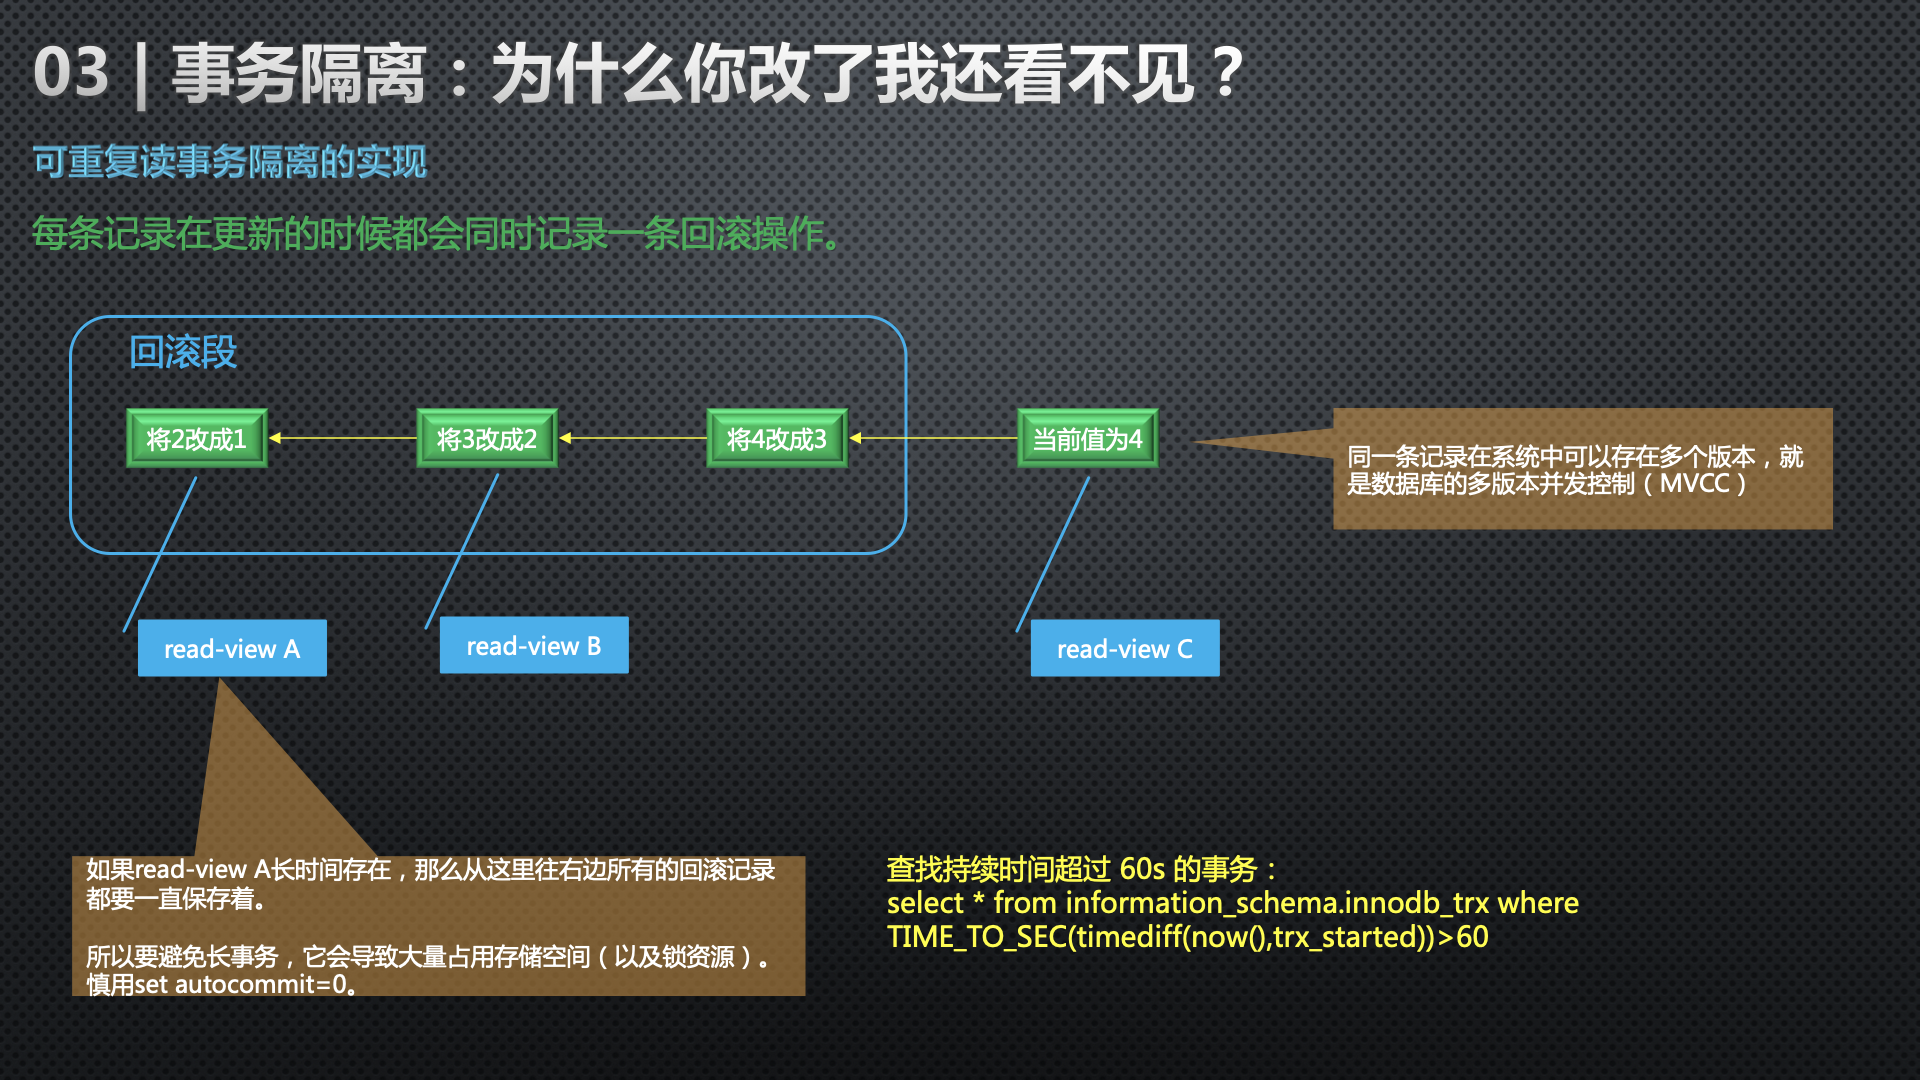 03 | 事务隔离：为什么你改了我还看不见？
可重复读事务隔离的实现
每条记录在更新的时候都会同时记录一条回滚操作。
回滚段
将2改成1
将3改成2
将4改成3
当前值为4
同一条记录在系统中可以存在多个版本，就
是数据库的多版本并发控制（MVCC）
read-view A
read-view B
read-view C
如果read-view A长时间存在，那么从这里往右边所有的回滚记录
都要一直保存着。
所以要避免长事务，它会导致大量占用存储空间（以及锁资源）。
慎用set autocommit=0。
查找持续时间超过 60s 的事务：
select * from information_schema.innodb_trx where
TIME_TO_SEC(timediff(now(),trx_started))>60